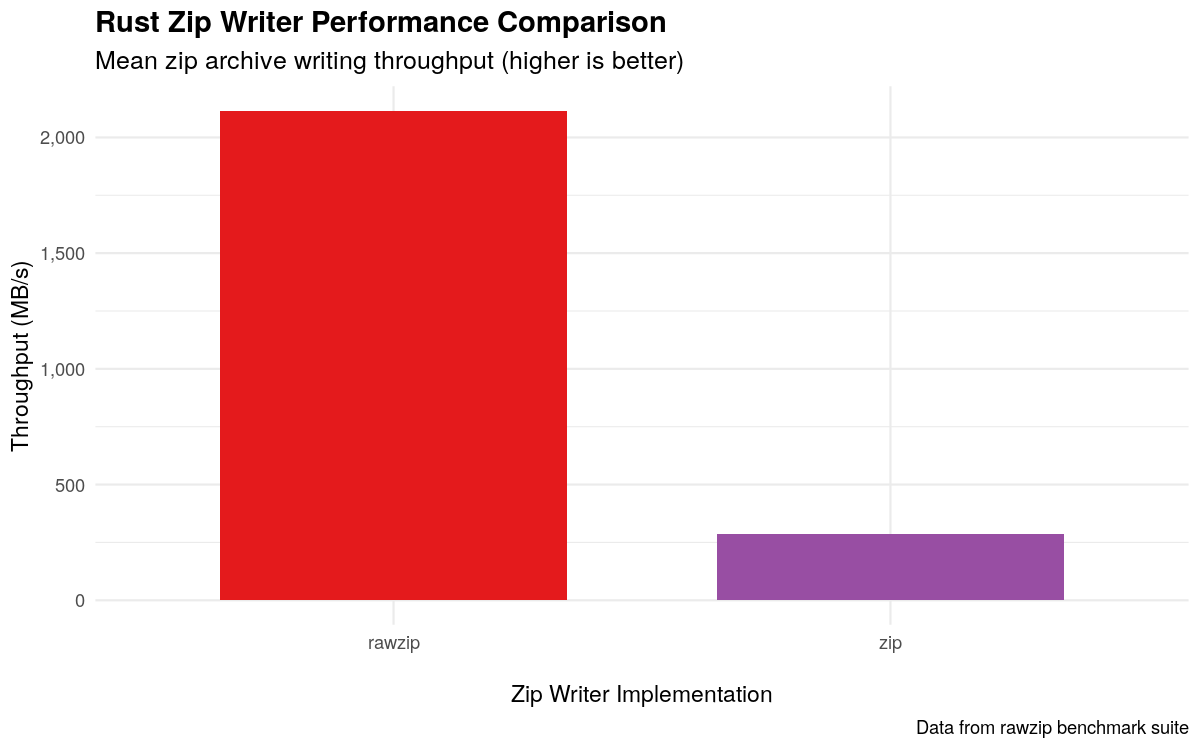 Rust Zip Writer Performance Comparison
Mean zip archive writing throughput (higher is better)
Throughput (MB/s)
2,000
1,500
1,000
500
0
rawzip
zip
Zip Writer Implementation
Data from rawzip benchmark suite